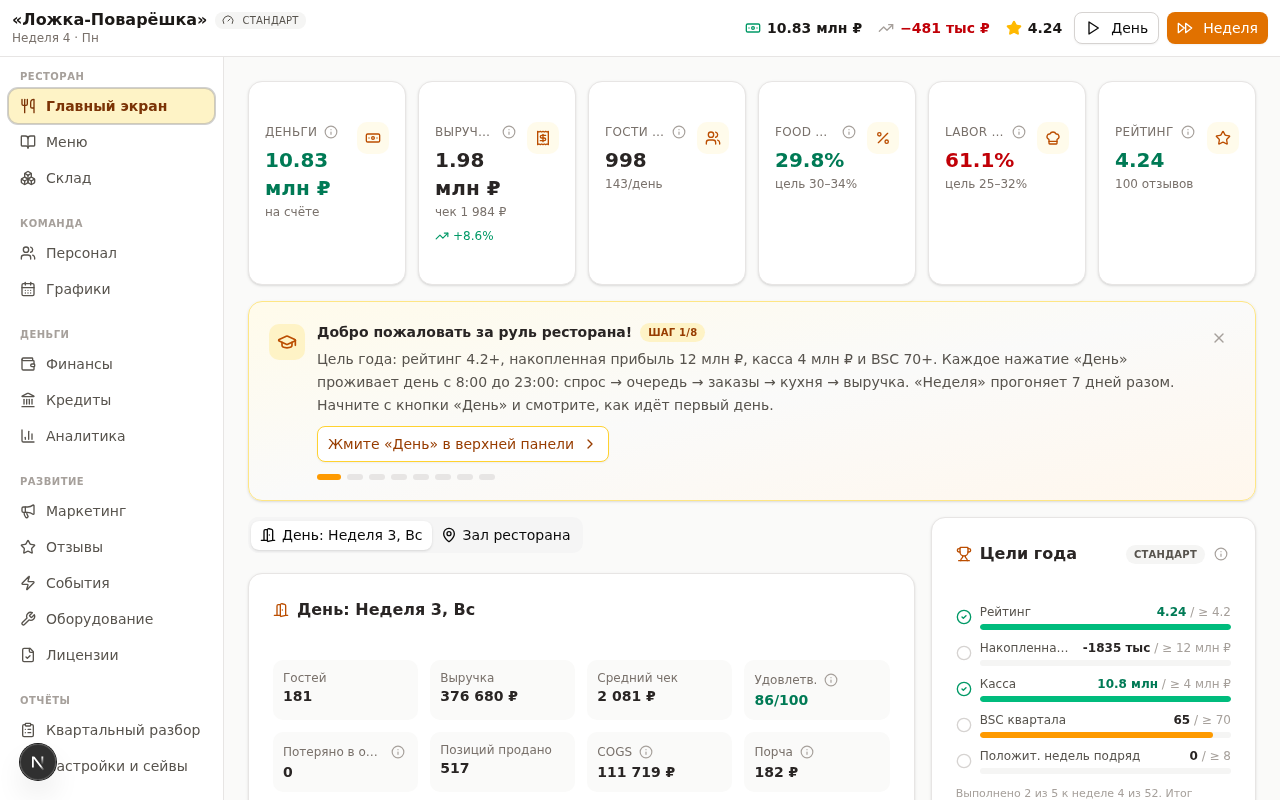 «Ложка-Поварёшка» СТАНДАРТ
Неделя 4 · Пн
10.83 млн ₽ −481 тыс ₽ 4.24 День Неделя
РЕСТОРАН
Главный экран
Меню
Склад
КОМАНДА
Персонал
Графики
ДЕНЬГИ
Финансы
Кредиты
Аналитика
РАЗВИТИЕ
Маркетинг
Отзывы
События
Оборудование
Лицензии
ОТЧЁТЫ
Квартальный разбор
астройки и сейвы
N
ДЕНЬГИ
10.83 млн ₽
на счёте
ВЫРУЧ...
1.98 млн ₽
чек 1 984 ₽
+8.6%
ГОСТИ ...
998
143/день
FOOD ...
29.8%
цель 30–34%
LABOR ...
61.1%
цель 25–32%
РЕЙТИНГ
4.24
100 отзывов
Добро пожаловать за руль ресторана! ШАГ 1/8
Цель года: рейтинг 4.2+, накопленная прибыль 12 млн ₽, касса 4 млн ₽ и BSC 70+. Каждое нажатие «День»
проживает день с 8:00 до 23:00: спрос → очередь → заказы → кухня → выручка. «Неделя» прогоняет 7 дней разом.
Начните с кнопки «День» и смотрите, как идёт первый день.
Жмите «День» в верхней панели
День: Неделя 3, Вс Зал ресторана
День: Неделя 3, Вс
Гостей
181
Выручка
376 680 ₽
Средний чек
2 081 ₽
Удовлетв.
86/100
Потеряно в о...
0
Позиций продано
517
COGS
111 719 ₽
Порча
182 ₽
Цели года СТАНДАРТ
Рейтинг 4.24 / ≥ 4.2
Накопленна... -1835 тыс / ≥ 12 млн ₽
Касса 10.8 млн / ≥ 4 млн ₽
BSC квартала 65 / ≥ 70
Положит. недель подряд 0 / ≥ 8
Выполнено 2 из 5 к неделе 4 из 52. Итог